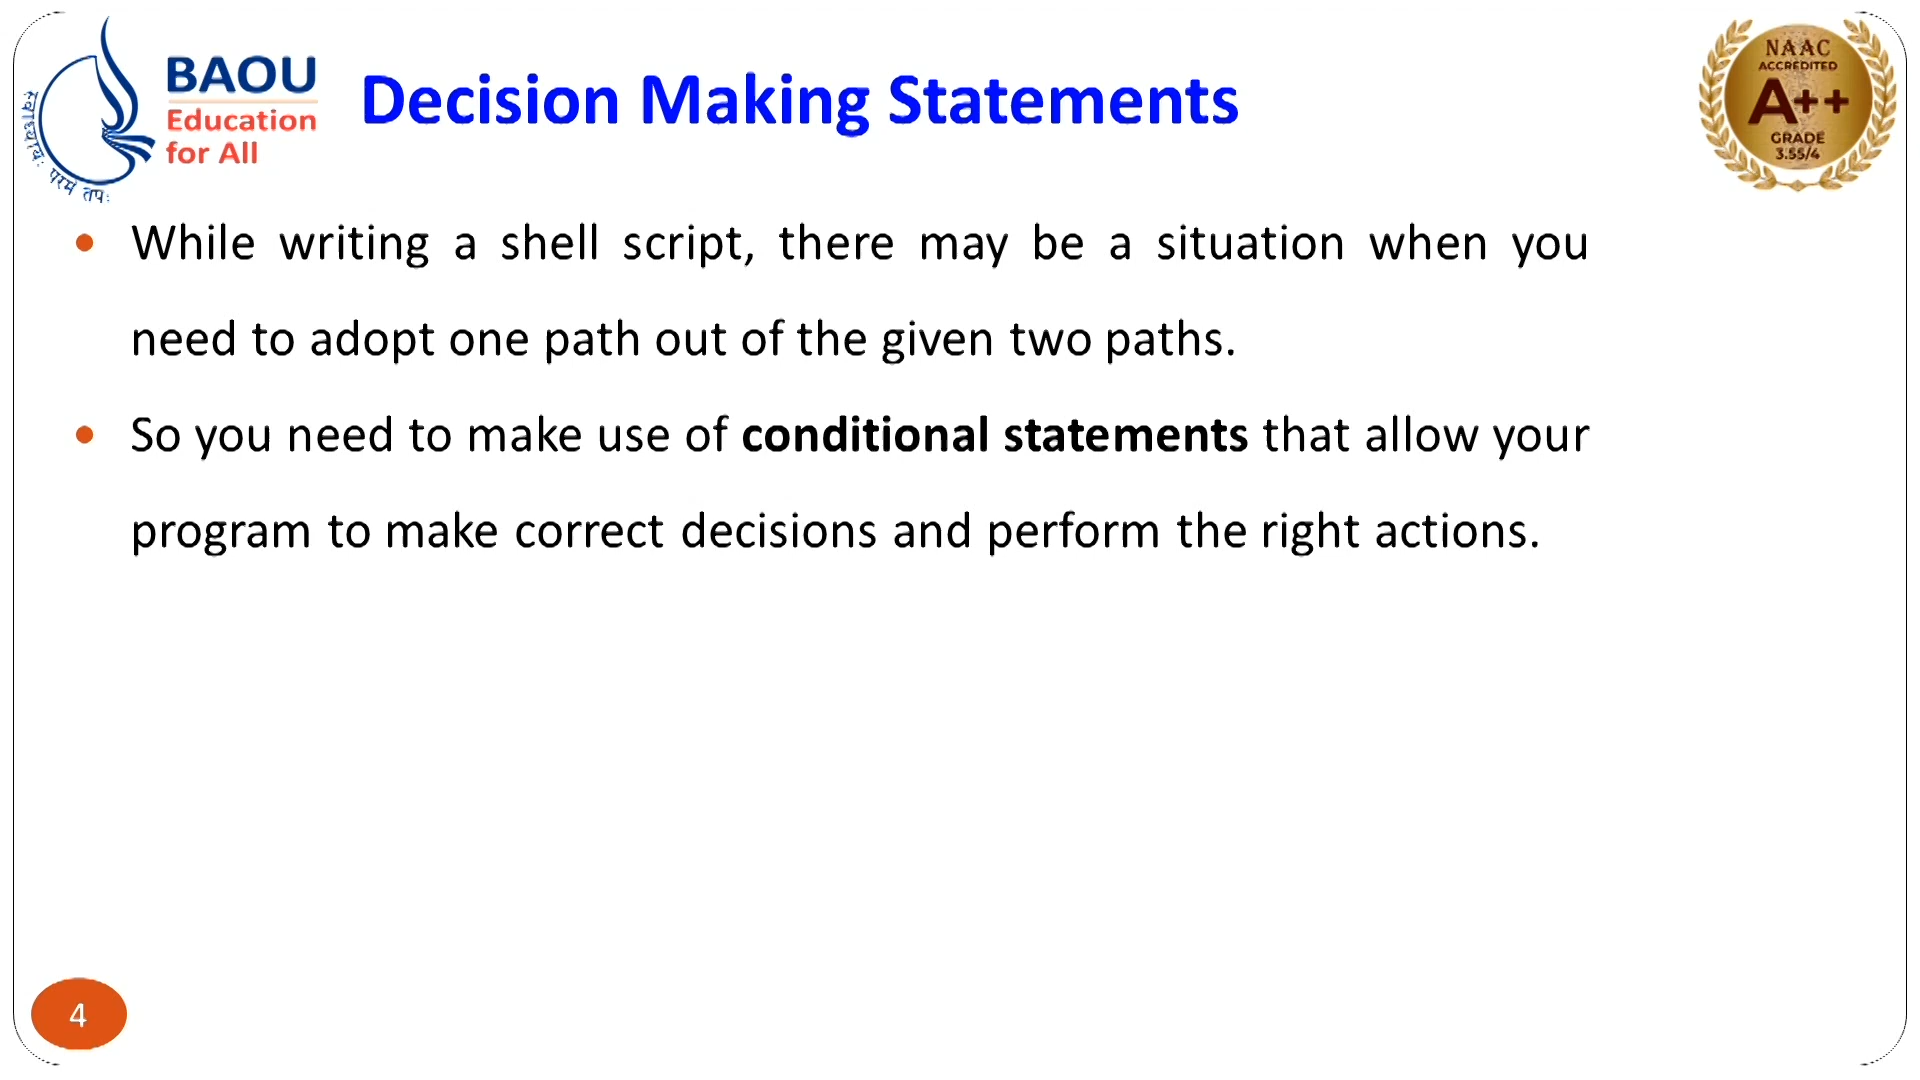 BAOU
Education
for All
स्वाध्यायः परमं तपः
Decision Making Statements
NAAC
ACCREDITED
A++
GRADE
3.55/4
• While writing a shell script, there may be a situation when you
need to adopt one path out of the given two paths.
• So you need to make use of conditional statements that allow your
program to make correct decisions and perform the right actions.
4